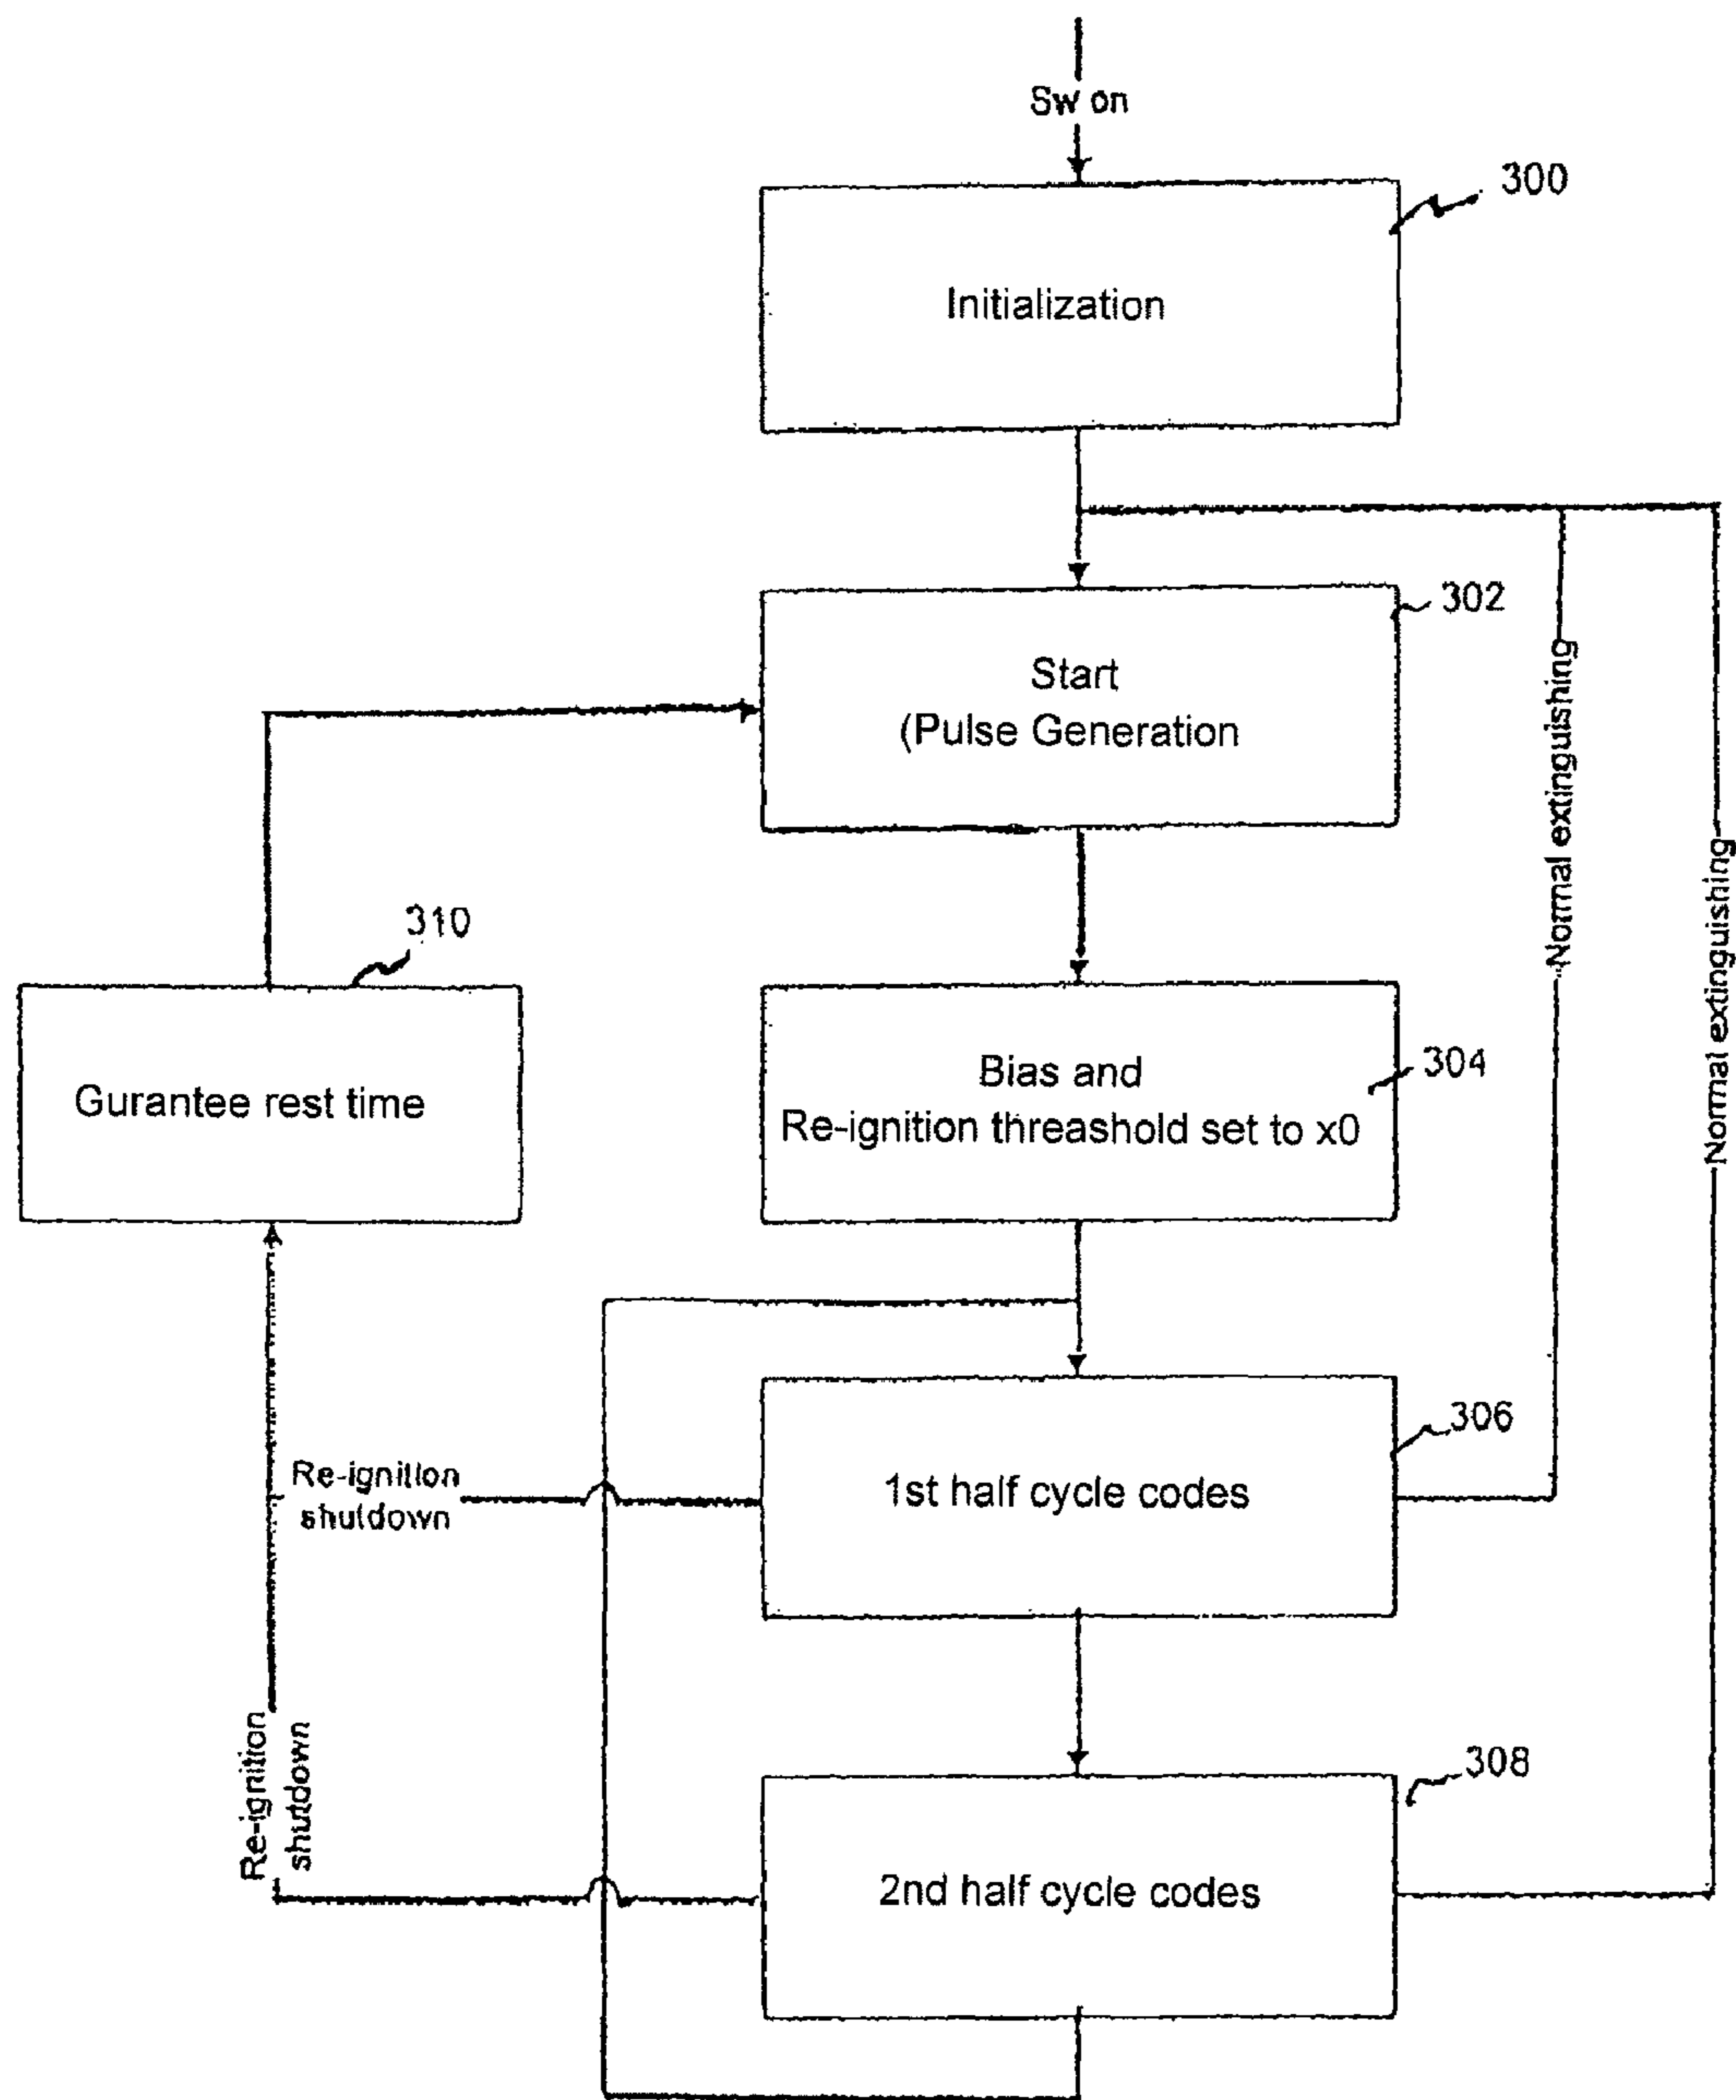 Sw on
300
Initialization
302
Start
(Pulse Generation
Normal extinguishing
Normal extinguishing
310
Gurantee rest time
304
Bias and
Re-ignition threashold set to x0
306
Re-ignition
shutdown
1st half cycle codes
308
Re-ignition
shutdown
2nd half cycle codes